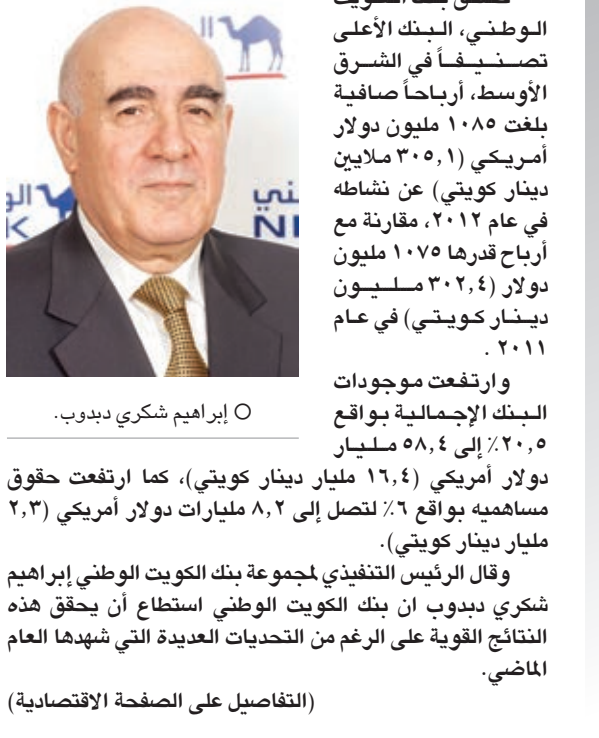 الوطني، البنك الأعلى
تصنيفاً في الشرق
الأوسط، أرباحاً صافية
بلغت ١٠٨٥ مليون دولار
أمريكي (٣٠٥,١ ملايين
دينار كويتي) عن نشاطه
في عام ٢٠١٢، مقارنة مع
أرباح قدرها ١٠٧٥ مليون
دولار (٣٠٢,٤ مليون
دينار كويتي) في عام
٢٠١١ .
وارتفعت موجودات
البنك الإجمالية بواقع
٢٠,٥٪ إلى ٥٨,٤ مليار
دولار أمريكي (١٦,٤ مليار دينار كويتي)، كما ارتفعت حقوق
مساهميه بواقع ٦٪ لتصل إلى ٨,٢ مليارات دولار أمريكي (٢,٣
مليار دينار كويتي).
وقال الرئيس التنفيذي لمجموعة بنك الكويت الوطني إبراهيم
شكري دبدوب ان بنك الكويت الوطني استطاع أن يحقق هذه
النتائج القوية على الرغم من التحديات العديدة التي شهدها العام
الماضي.
(التفاصيل على الصفحة الاقتصادية)
○ إبراهيم شكري دبدوب.